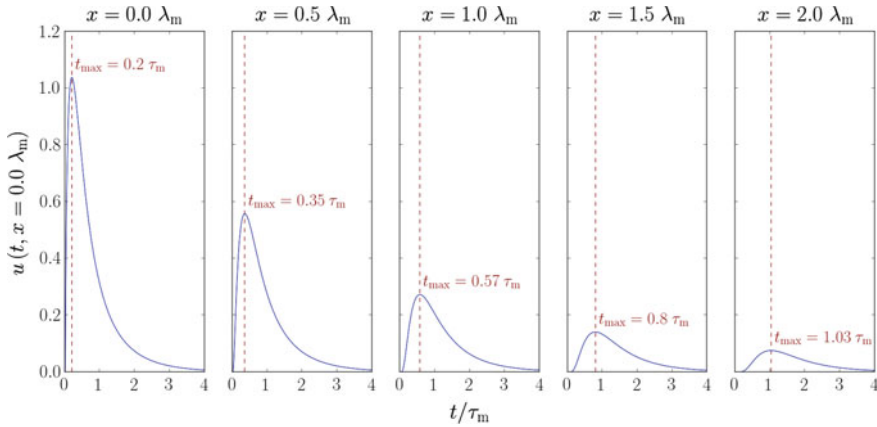 x = 0.0 λm
x = 0.5 λm
x = 1.0 λm
x = 1.5 λm
x = 2.0 λm
u (t, x = 0.0 λm)
1.2
1.0
0.8
0.6
0.4
0.2
0.0
tmax = 0.2 τm
tmax = 0.35 τm
tmax = 0.57 τm
tmax = 0.8 τm
tmax = 1.03 τm
0 1 2 3 4
0 1 2 3 4
0 1 2 3 4
0 1 2 3 4
0 1 2 3 4
t/τm